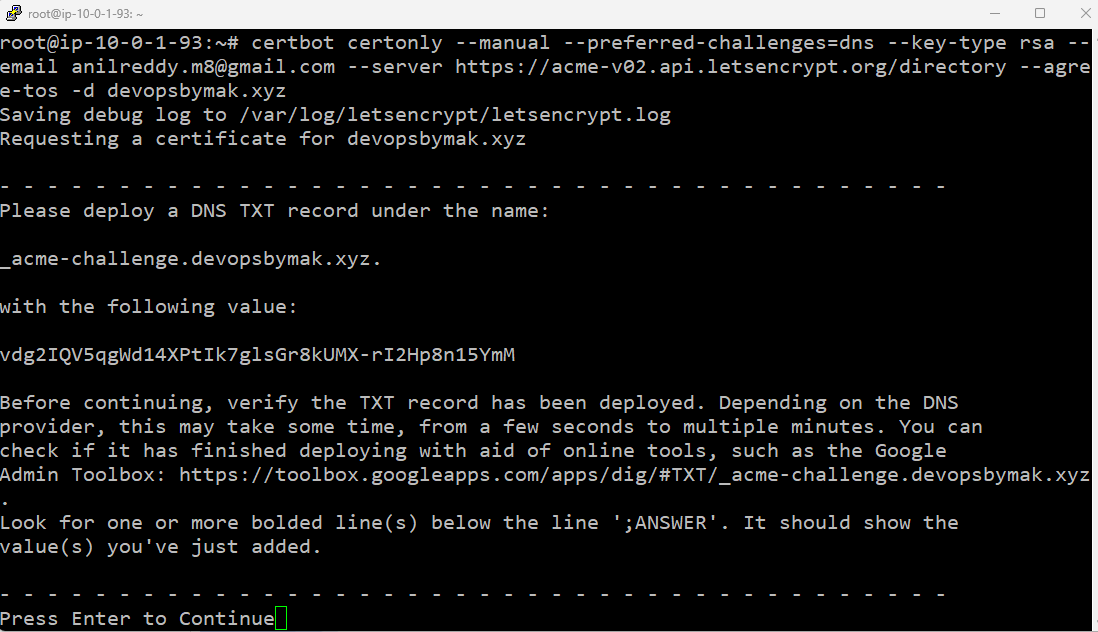 root@ip-10-0-1-93: ~
root@ip-10-0-1-93:~# certbot certonly --manual --preferred-challenges=dns --key-type rsa --
email anilreddy.m8@gmail.com --server https://acme-v02.api.letsencrypt.org/directory --agre
e-tos -d devopsbymak.xyz
Saving debug log to /var/log/letsencrypt/letsencrypt.log
Requesting a certificate for devopsbymak.xyz
- - - - - - - - - - - - - - - - - - - - - - - - - - - - - - - - - - - - - - - -
Please deploy a DNS TXT record under the name:
_acme-challenge.devopsbymak.xyz.
with the following value:
vdg2IQV5qgWd14XPtIk7glsGr8kUMX-rI2Hp8n15YmM
Before continuing, verify the TXT record has been deployed. Depending on the DNS
provider, this may take some time, from a few seconds to multiple minutes. You can
check if it has finished deploying with aid of online tools, such as the Google
Admin Toolbox: https://toolbox.googleapps.com/apps/dig/#TXT/_acme-challenge.devopsbymak.xyz
.
Look for one or more bolded line(s) below the line ';ANSWER'. It should show the
value(s) you've just added.
- - - - - - - - - - - - - - - - - - - - - - - - - - - - - - - - - - - - - - - -
Press Enter to Continue